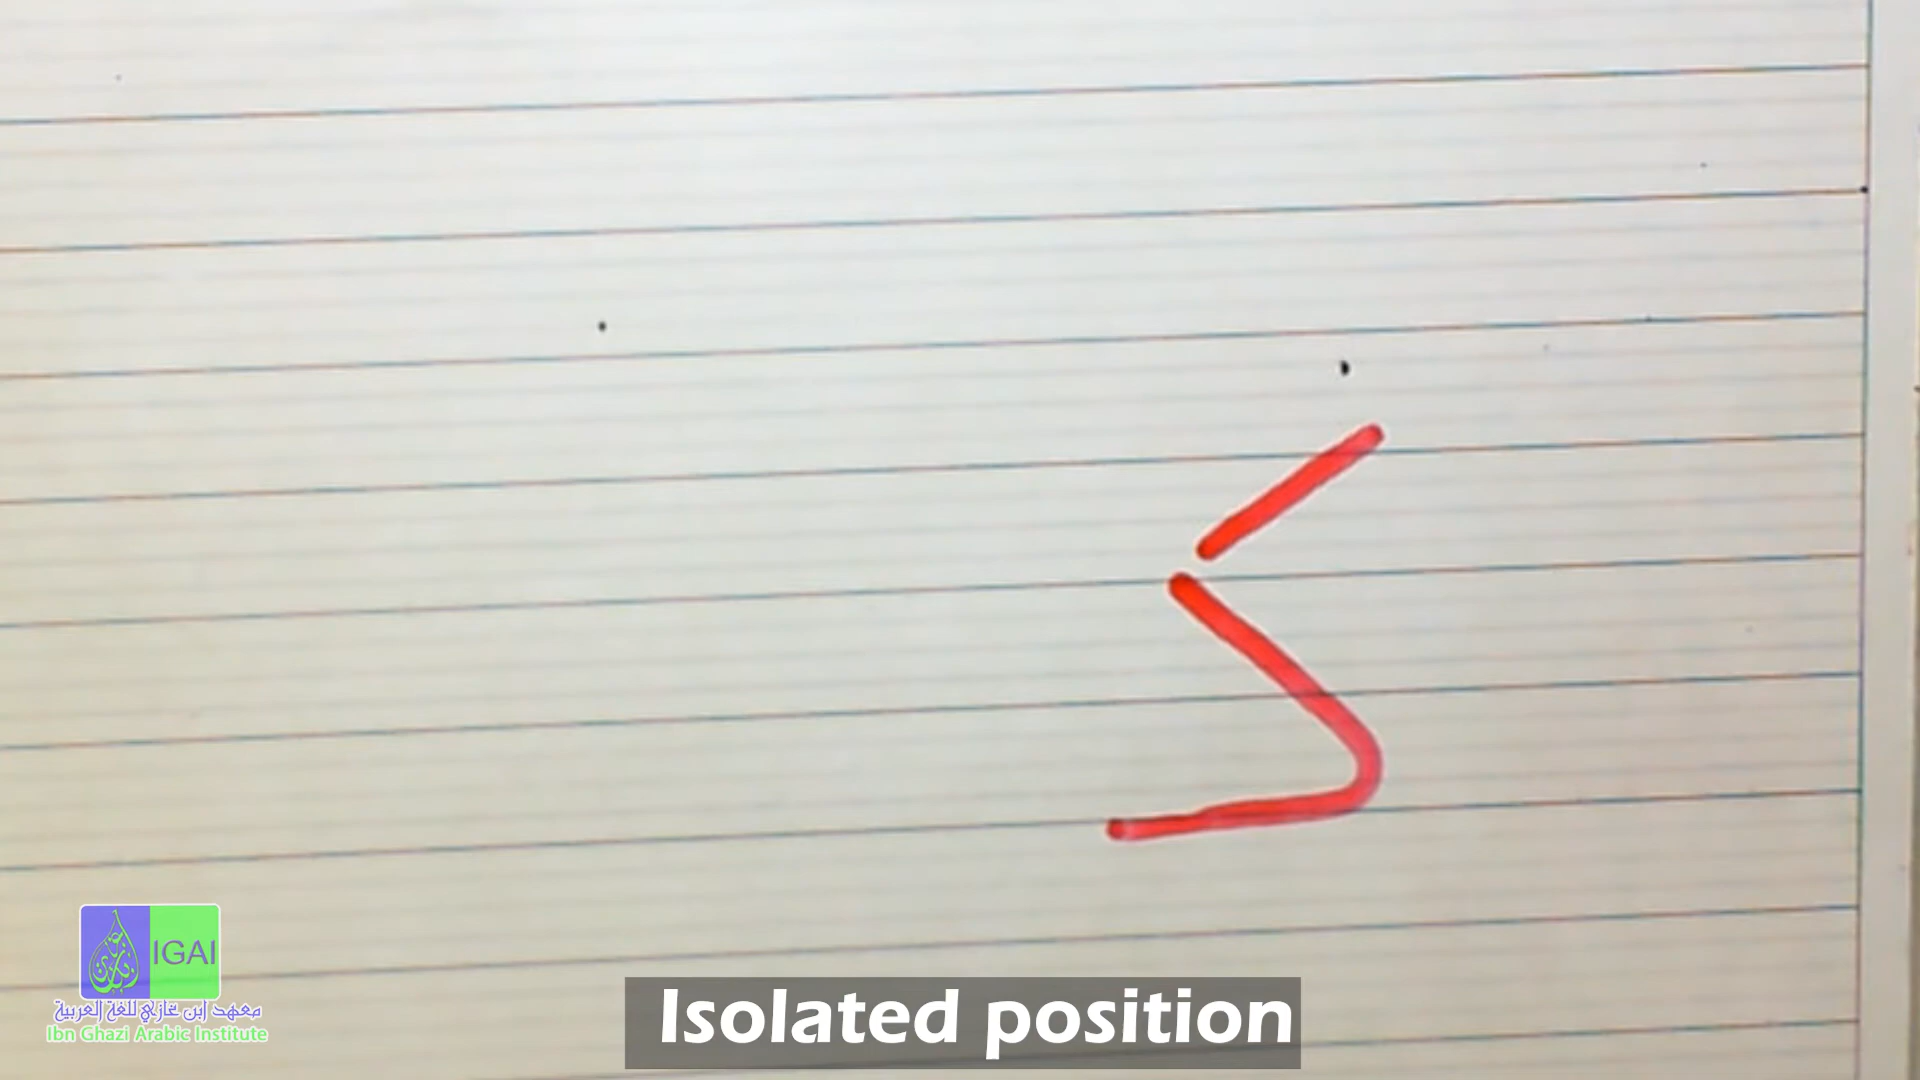 ك
IGAI
معهد ابن غازي للغة العربية
Ibn Ghazi Arabic Institute
Isolated position